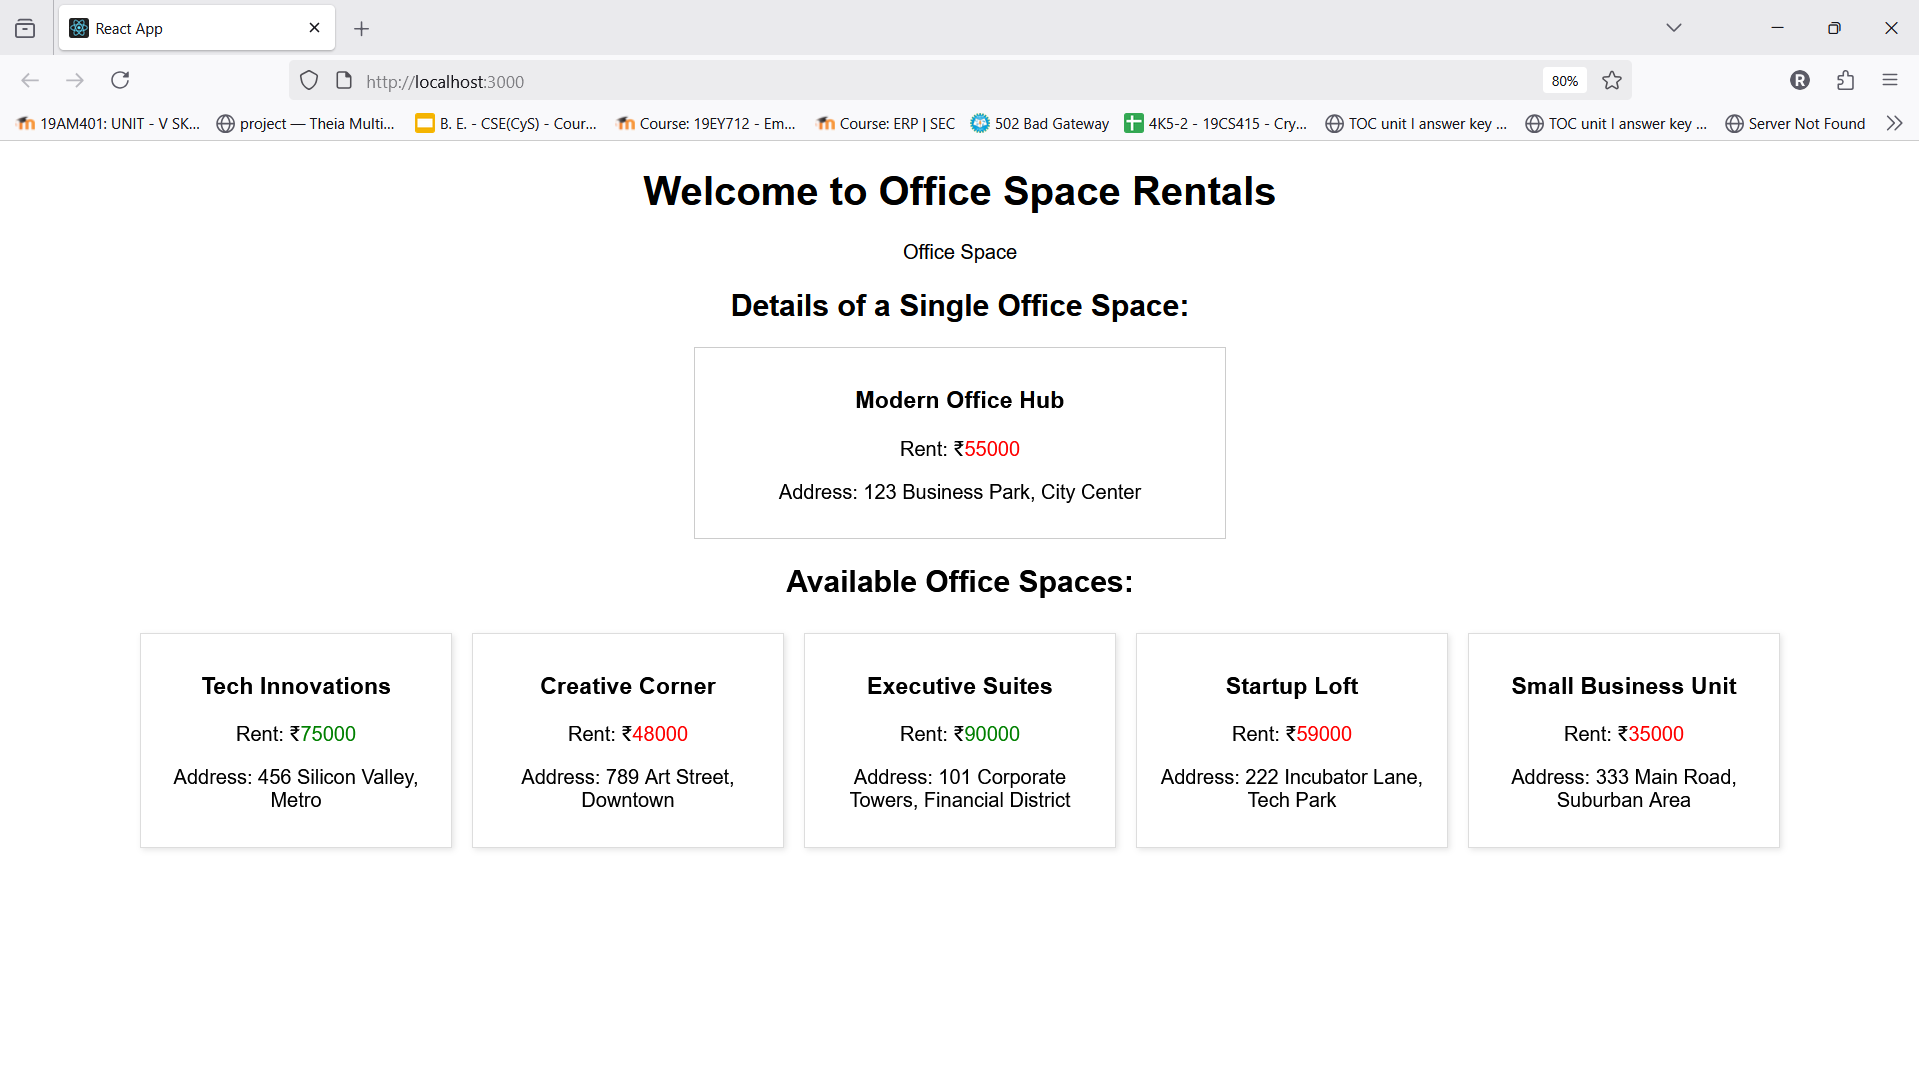 React App
http://localhost:3000
80%
R
19AM401: UNIT - V SK...
project — Theia Multi...
B. E. - CSE(CyS) - Cour...
Course: 19EY712 - Em...
Course: ERP | SEC
502 Bad Gateway
4K5-2 - 19CS415 - Cry...
TOC unit I answer key ...
TOC unit I answer key ...
Server Not Found
Welcome to Office Space Rentals
Office Space
Details of a Single Office Space:
Modern Office Hub
Rent: ₹55000
Address: 123 Business Park, City Center
Available Office Spaces:
Tech Innovations
Rent: ₹75000
Address: 456 Silicon Valley,
Metro
Creative Corner
Rent: ₹48000
Address: 789 Art Street,
Downtown
Executive Suites
Rent: ₹90000
Address: 101 Corporate
Towers, Financial District
Startup Loft
Rent: ₹59000
Address: 222 Incubator Lane,
Tech Park
Small Business Unit
Rent: ₹35000
Address: 333 Main Road,
Suburban Area